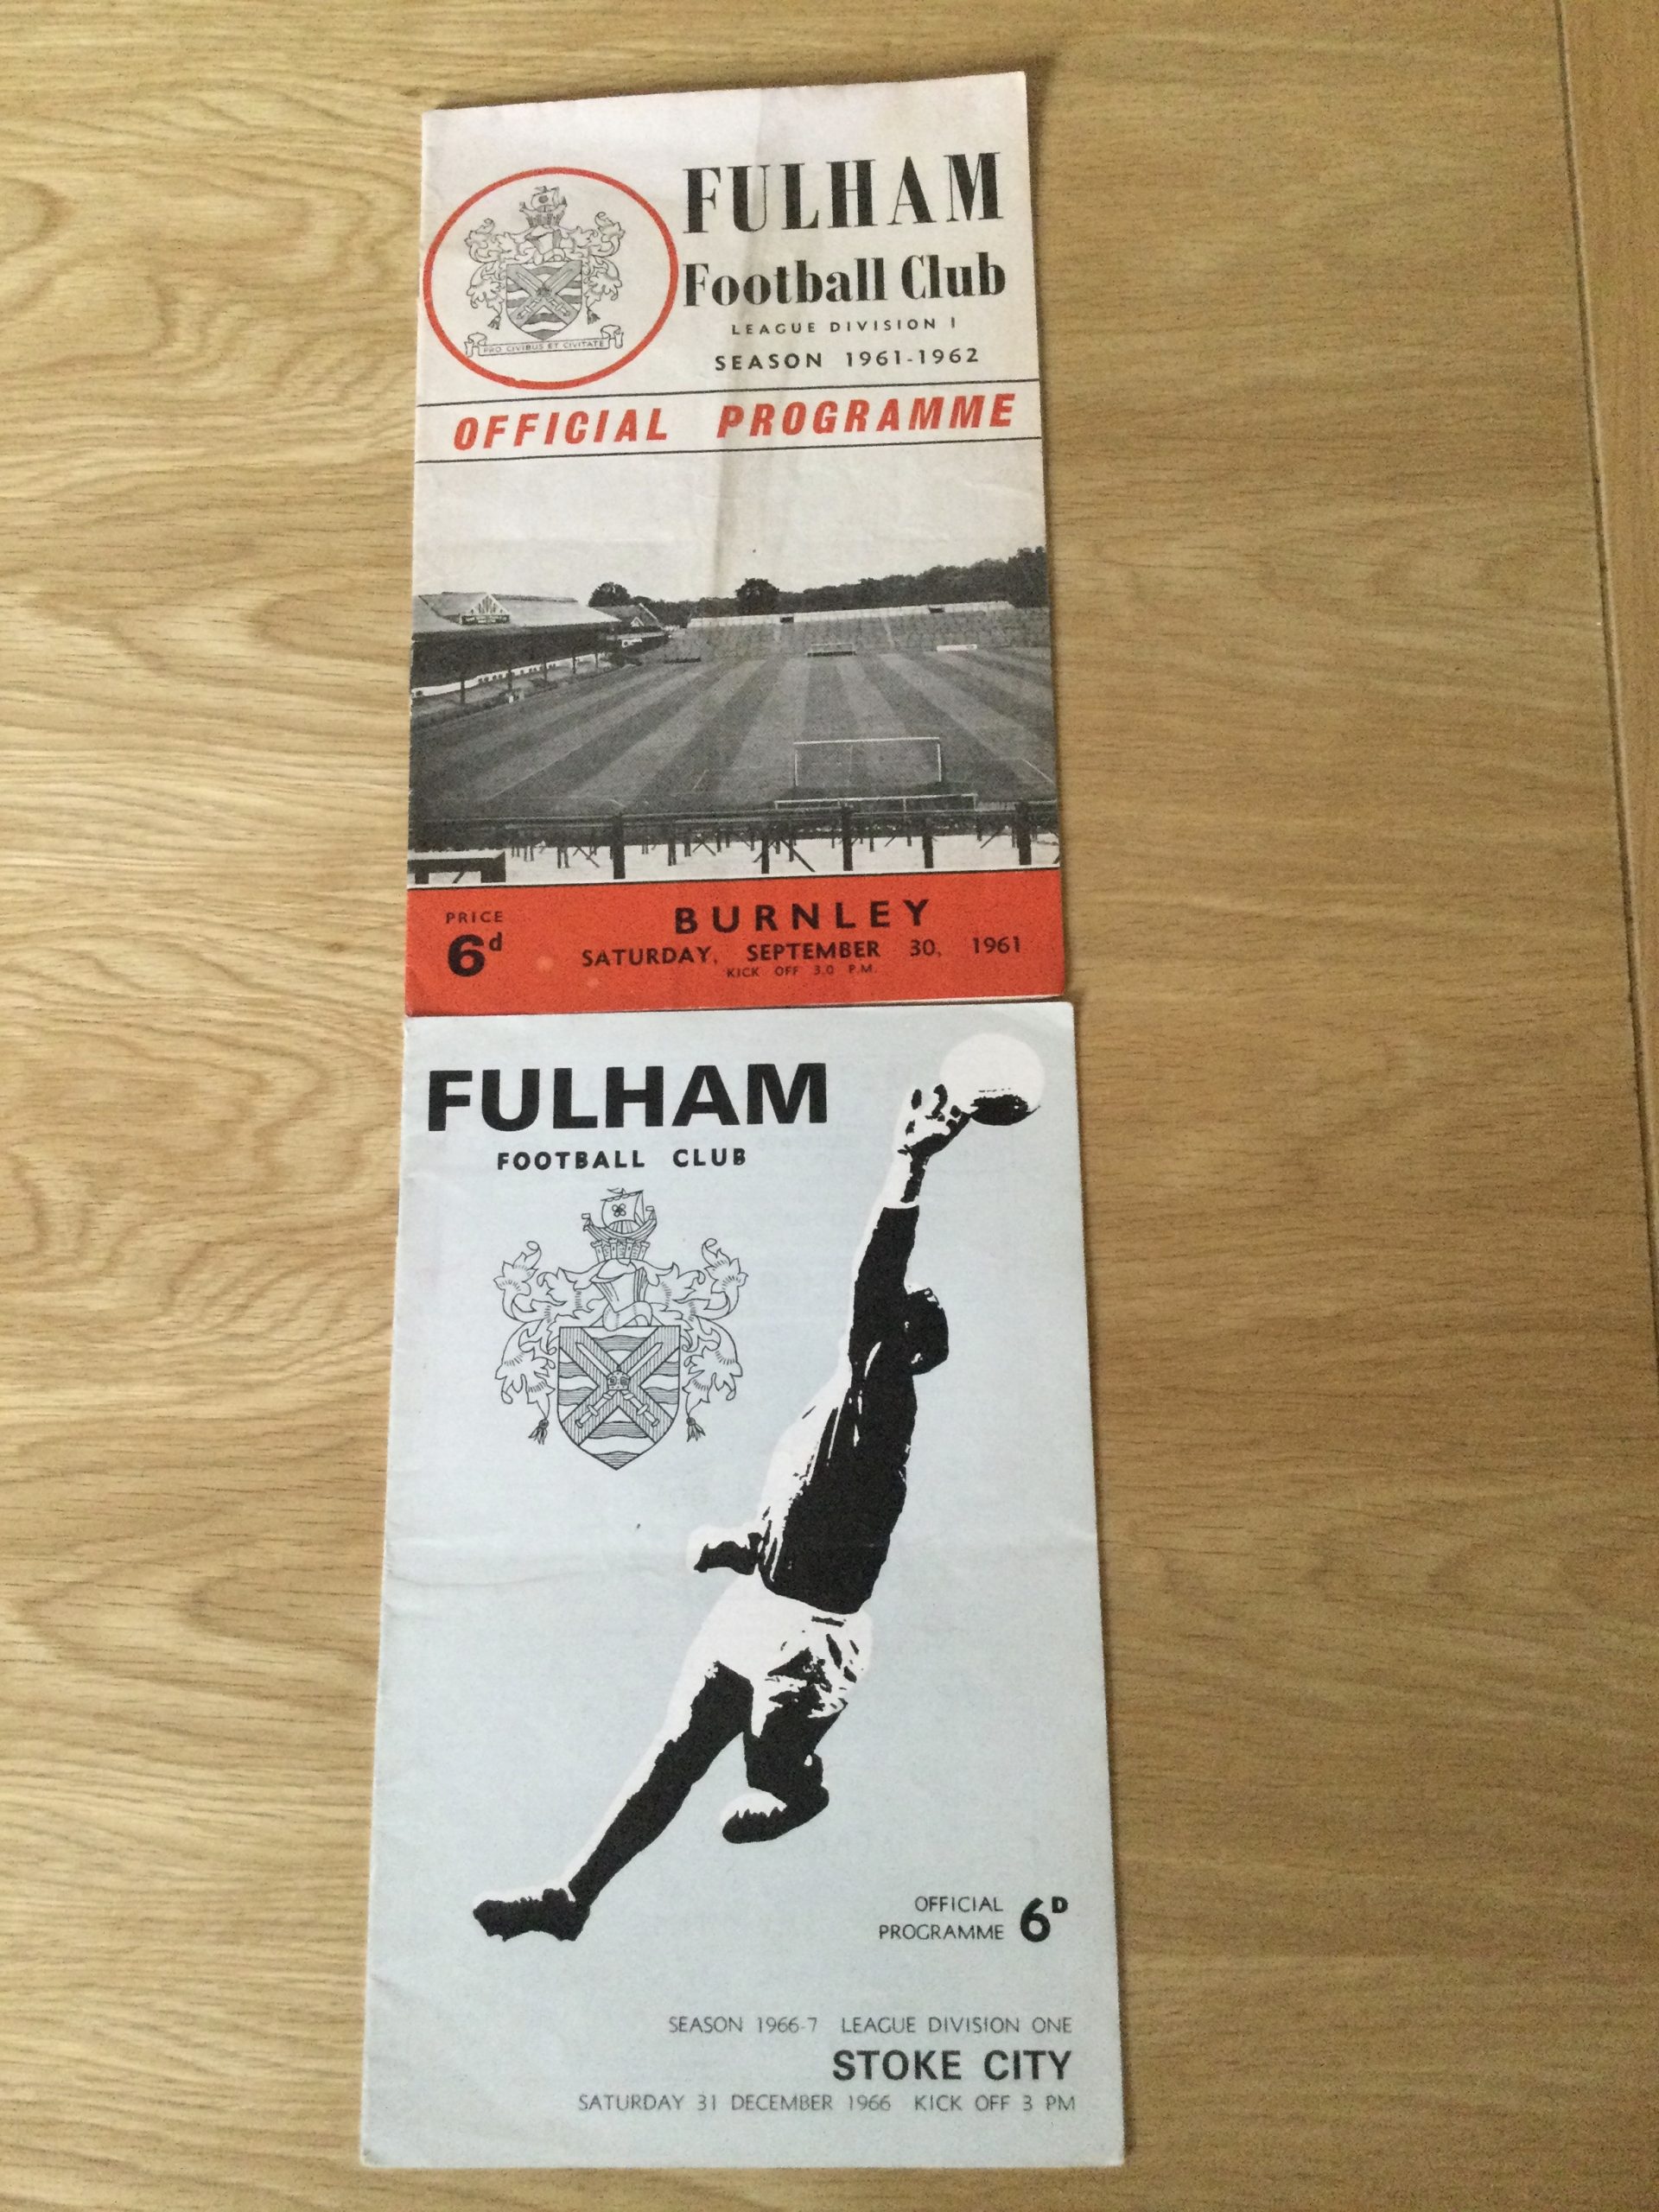 FULHAM
Football Club
LEAGUE DIVISION I
SEASON 1961-1962
PRO CIVIBUS ET CIVITATE
OFFICIAL PROGRAMME
PRICE
6d
BURNLEY
SATURDAY, SEPTEMBER 30, 1961
KICK OFF 3.0 P.M.
FULHAM
FOOTBALL CLUB
OFFICIAL
PROGRAMME 6D
SEASON 1966-7 LEAGUE DIVISION ONE
STOKE CITY
SATURDAY 31 DECEMBER 1966 KICK OFF 3 PM